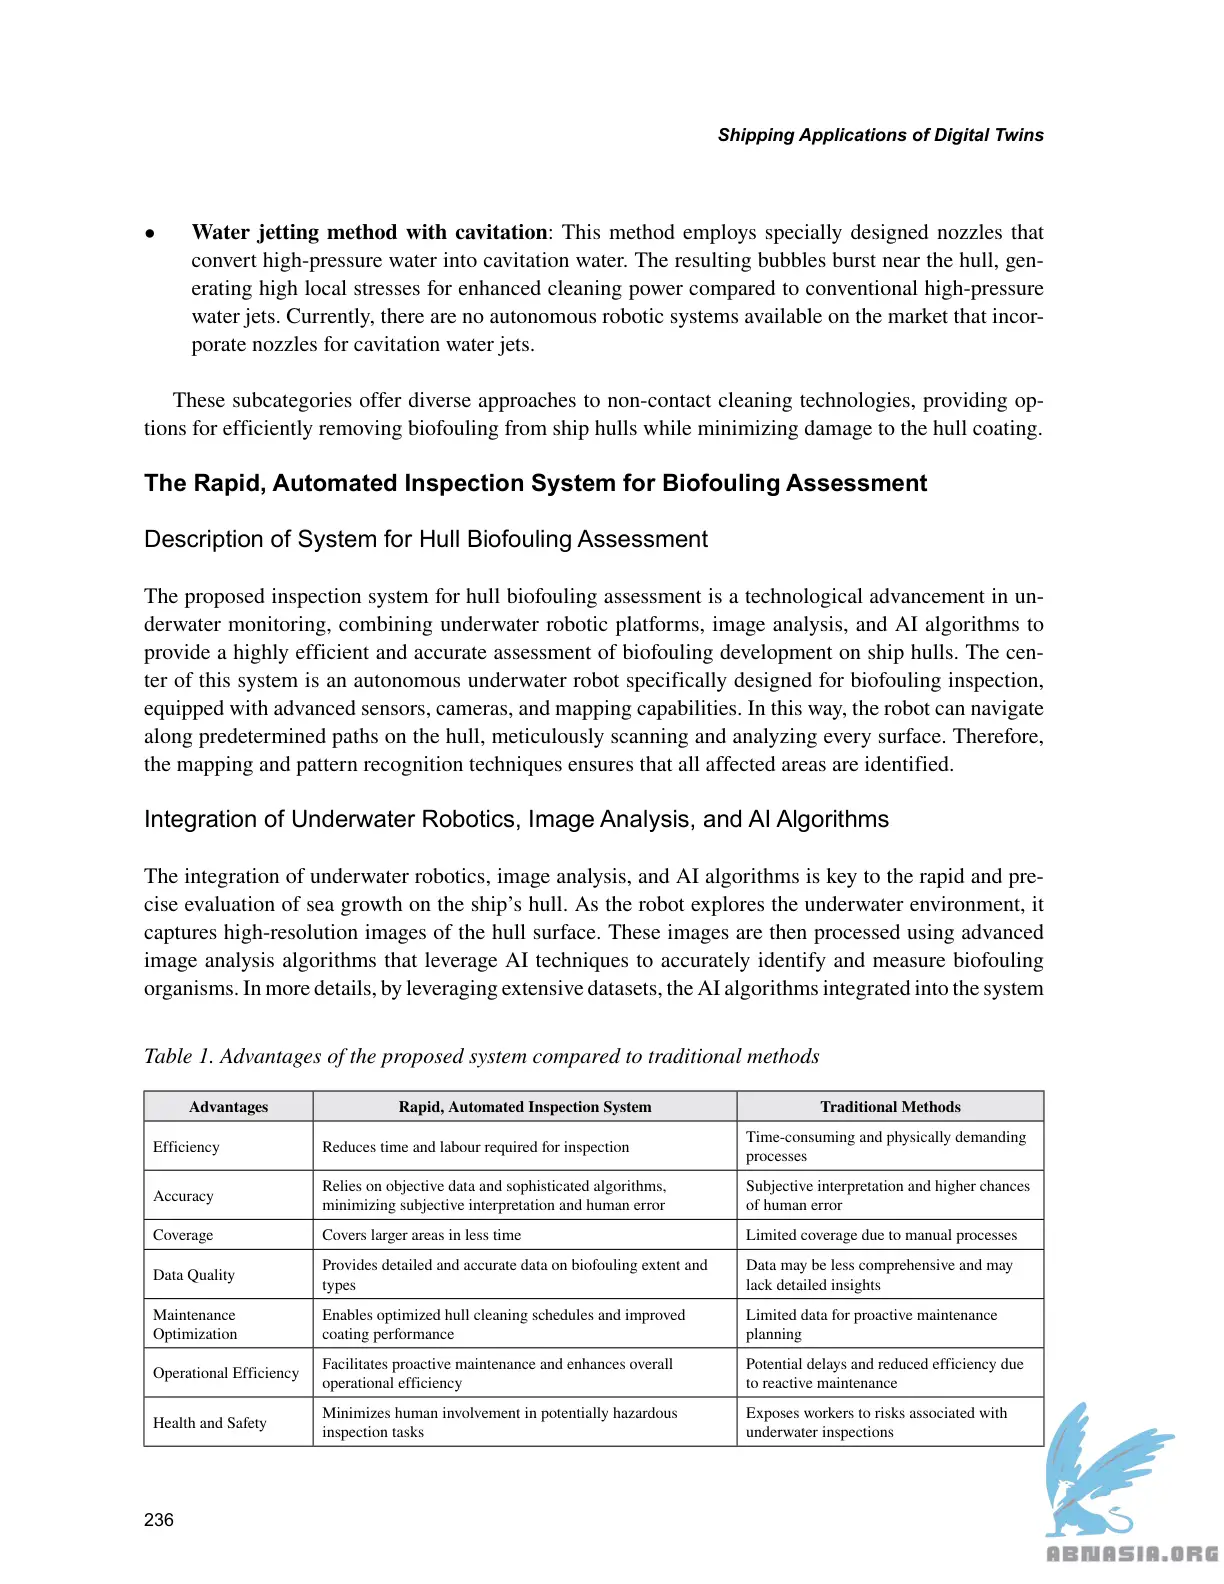 Shipping Applications of Digital Twins
● Water jetting method with cavitation: This method employs specially designed nozzles that
convert high-pressure water into cavitation water. The resulting bubbles burst near the hull, gen-
erating high local stresses for enhanced cleaning power compared to conventional high-pressure
water jets. Currently, there are no autonomous robotic systems available on the market that incor-
porate nozzles for cavitation water jets.
These subcategories offer diverse approaches to non-contact cleaning technologies, providing op-
tions for efficiently removing biofouling from ship hulls while minimizing damage to the hull coating.
The Rapid, Automated Inspection System for Biofouling Assessment
Description of System for Hull Biofouling Assessment
The proposed inspection system for hull biofouling assessment is a technological advancement in un-
derwater monitoring, combining underwater robotic platforms, image analysis, and AI algorithms to
provide a highly efficient and accurate assessment of biofouling development on ship hulls. The cen-
ter of this system is an autonomous underwater robot specifically designed for biofouling inspection,
equipped with advanced sensors, cameras, and mapping capabilities. In this way, the robot can navigate
along predetermined paths on the hull, meticulously scanning and analyzing every surface. Therefore,
the mapping and pattern recognition techniques ensures that all affected areas are identified.
Integration of Underwater Robotics, Image Analysis, and AI Algorithms
The integration of underwater robotics, image analysis, and AI algorithms is key to the rapid and pre-
cise evaluation of sea growth on the ship's hull. As the robot explores the underwater environment, it
captures high-resolution images of the hull surface. These images are then processed using advanced
image analysis algorithms that leverage AI techniques to accurately identify and measure biofouling
organisms. In more details, by leveraging extensive datasets, the AI algorithms integrated into the system
Table 1. Advantages of the proposed system compared to traditional methods
Advantages Rapid, Automated Inspection System Traditional Methods
Efficiency Reduces time and labour required for inspection Time-consuming and physically demanding
processes
Accuracy Relies on objective data and sophisticated algorithms,
minimizing subjective interpretation and human error Subjective interpretation and higher chances
of human error
Coverage Covers larger areas in less time Limited coverage due to manual processes
Data Quality Provides detailed and accurate data on biofouling extent and
types Data may be less comprehensive and may
lack detailed insights
Maintenance
Optimization Enables optimized hull cleaning schedules and improved
coating performance Limited data for proactive maintenance
planning
Operational Efficiency Facilitates proactive maintenance and enhances overall
operational efficiency Potential delays and reduced efficiency due
to reactive maintenance
Health and Safety Minimizes human involvement in potentially hazardous
inspection tasks Exposes workers to risks associated with
underwater inspections
236
ABNASIA.ORG